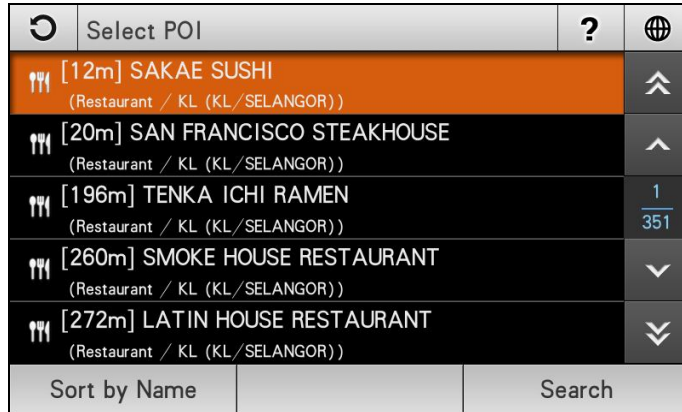 Select POI
?
[12m] SAKAE SUSHI
(Restaurant / KL (KL/SELANGOR))
[20m] SAN FRANCISCO STEAKHOUSE
(Restaurant / KL (KL/SELANGOR))
[196m] TENKA ICHI RAMEN
(Restaurant / KL (KL/SELANGOR))
1
351
[260m] SMOKE HOUSE RESTAURANT
(Restaurant / KL (KL/SELANGOR))
[272m] LATIN HOUSE RESTAURANT
(Restaurant / KL (KL/SELANGOR))
Sort by Name
Search